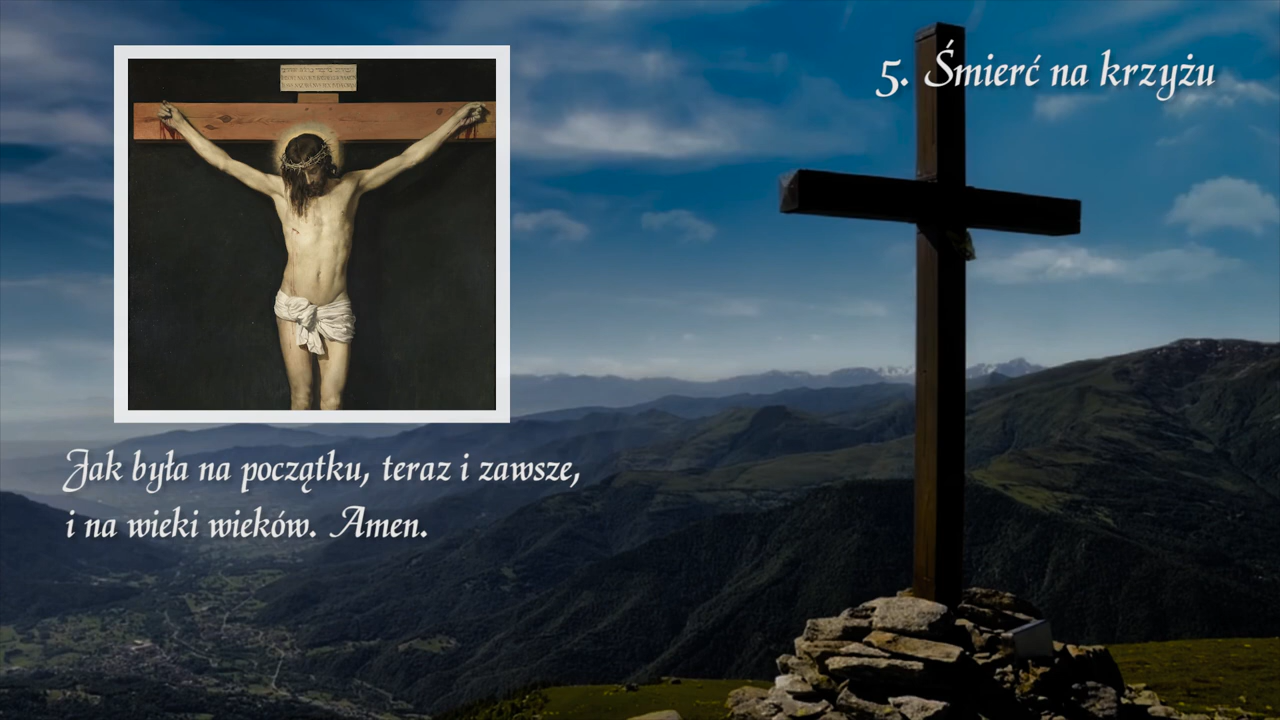 5. Śmierć na krzyżu
Jak była na początku, teraz i zawsze,
i na wieki wieków. Amen.